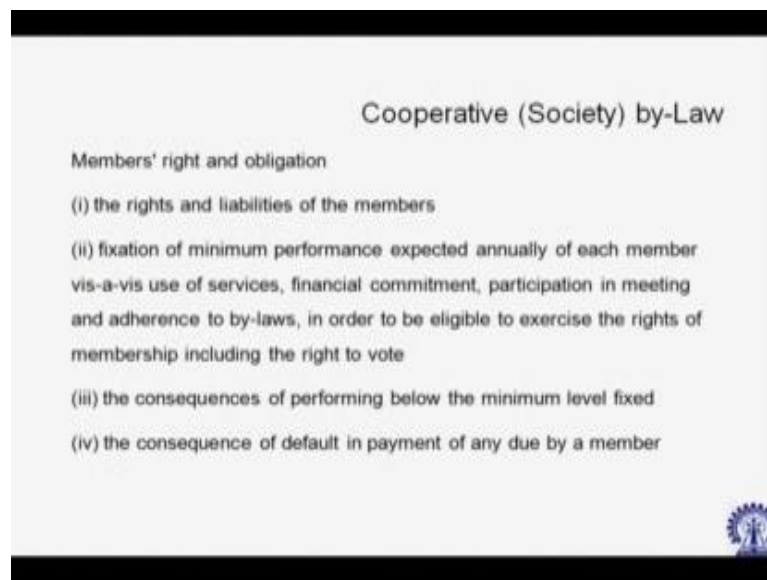 Cooperative (Society) by-Law
Members' right and obligation
(i) the rights and liabilities of the members
(ii) fixation of minimum performance expected annually of each member
vis-a-vis use of services, financial commitment, participation in meeting
and adherence to by-laws, in order to be eligible to exercise the rights of
membership including the right to vote
(iii) the consequences of performing below the minimum level fixed
(iv) the consequence of default in payment of any due by a member